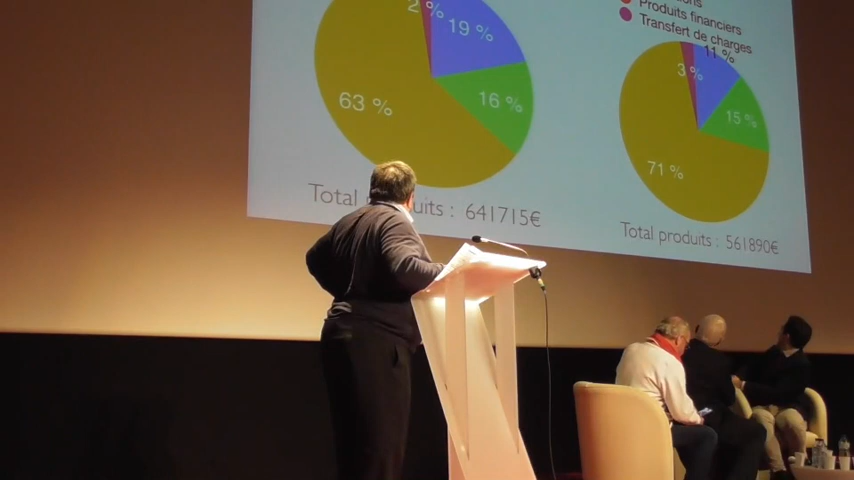 2 %
19 %
16 %
63 %
Total
uits : 641715€
Produits financiers
Transfert de charges
11 %
3 %
15 %
71 %
Total produits : 561890€